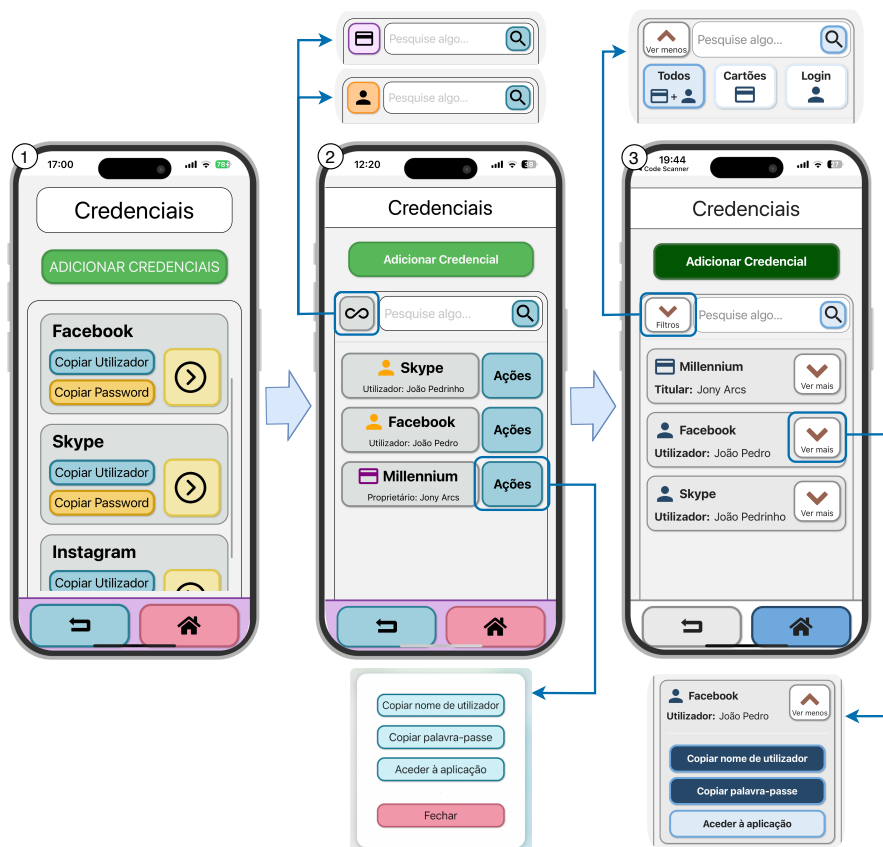 Pesquise algo...
Pesquise algo...
Ver menos
Pesquise algo...
Todos
Cartões
Login
+
1
17:00
78
Credenciais
ADICIONAR CREDENCIAIS
Facebook
Copiar Utilizador
Copiar Password
Skype
Copiar Utilizador
Copiar Password
Instagram
Copiar Utilizador
2
12:20
Credenciais
Adicionar Credencial
Pesquise algo...
Skype
Utilizador: João Pedrinho
Ações
Facebook
Utilizador: João Pedro
Ações
Millennium
Proprietário: Jony Arcs
Ações
Copiar nome de utilizador
Copiar palavra-passe
Aceder à aplicação
Fechar
3
19:44
Code Scanner
Credenciais
Adicionar Credencial
Filtros
Pesquise algo...
Millennium
Titular: Jony Arcs
Ver mais
Facebook
Utilizador: João Pedro
Ver mais
Skype
Utilizador: João Pedrinho
Ver mais
Facebook
Utilizador: João Pedro
Ver menos
Copiar nome de utilizador
Copiar palavra-passe
Aceder à aplicação